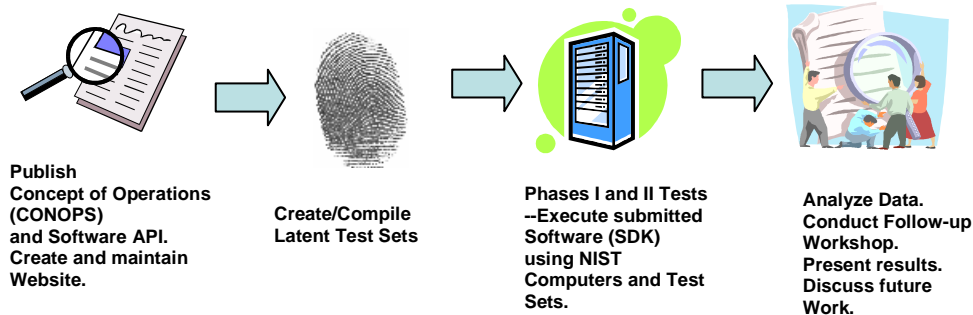 Publish
Concept of Operations
(CONOPS)
and Software API.
Create and maintain
Website.
Create/Compile
Latent Test Sets
Phases I and II Tests
--Execute submitted
Software (SDK)
using NIST
Computers and Test
Sets.
Analyze Data.
Conduct Follow-up
Workshop.
Present results.
Discuss future
Work.